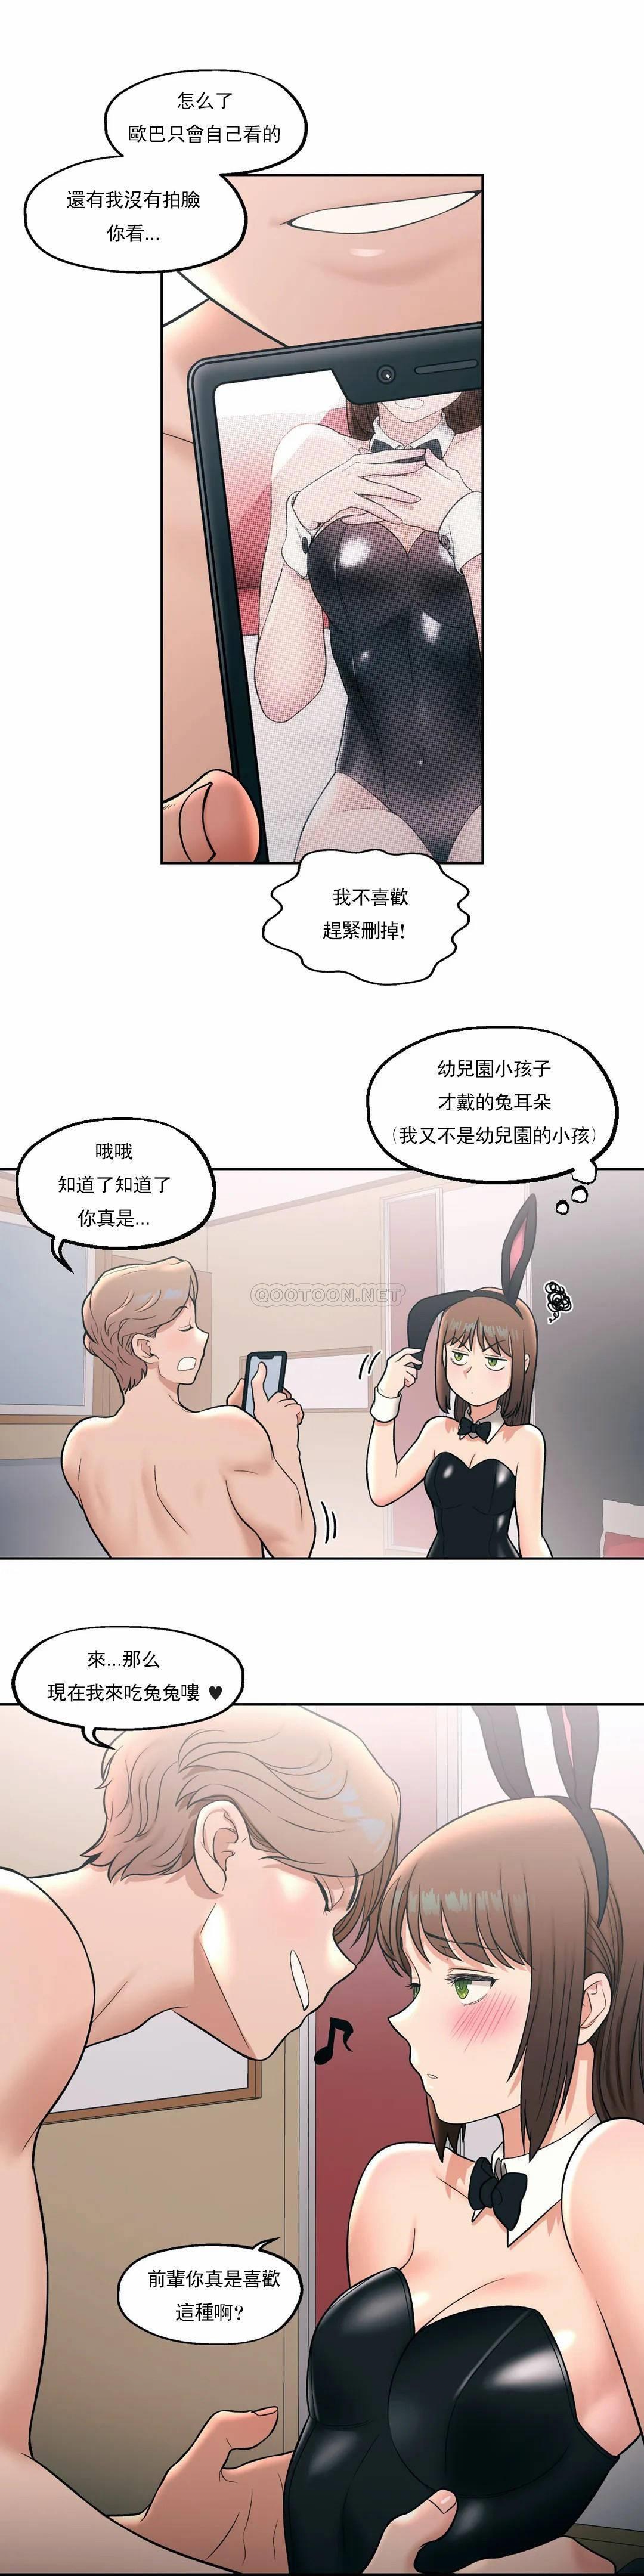 怎么了
歐巴只會自己看的
還有我沒有拍臉
你看...
我不喜歡
趕緊刪掉!
幼兒園小孩子
才戴的兔耳朵
(我又不是幼兒園的小孩)
哦哦
知道了知道了
你真是...
QOOTOON.NET
來...那么
現在我來吃兔兔嘍 ♥
前輩你真是喜歡
這種啊?